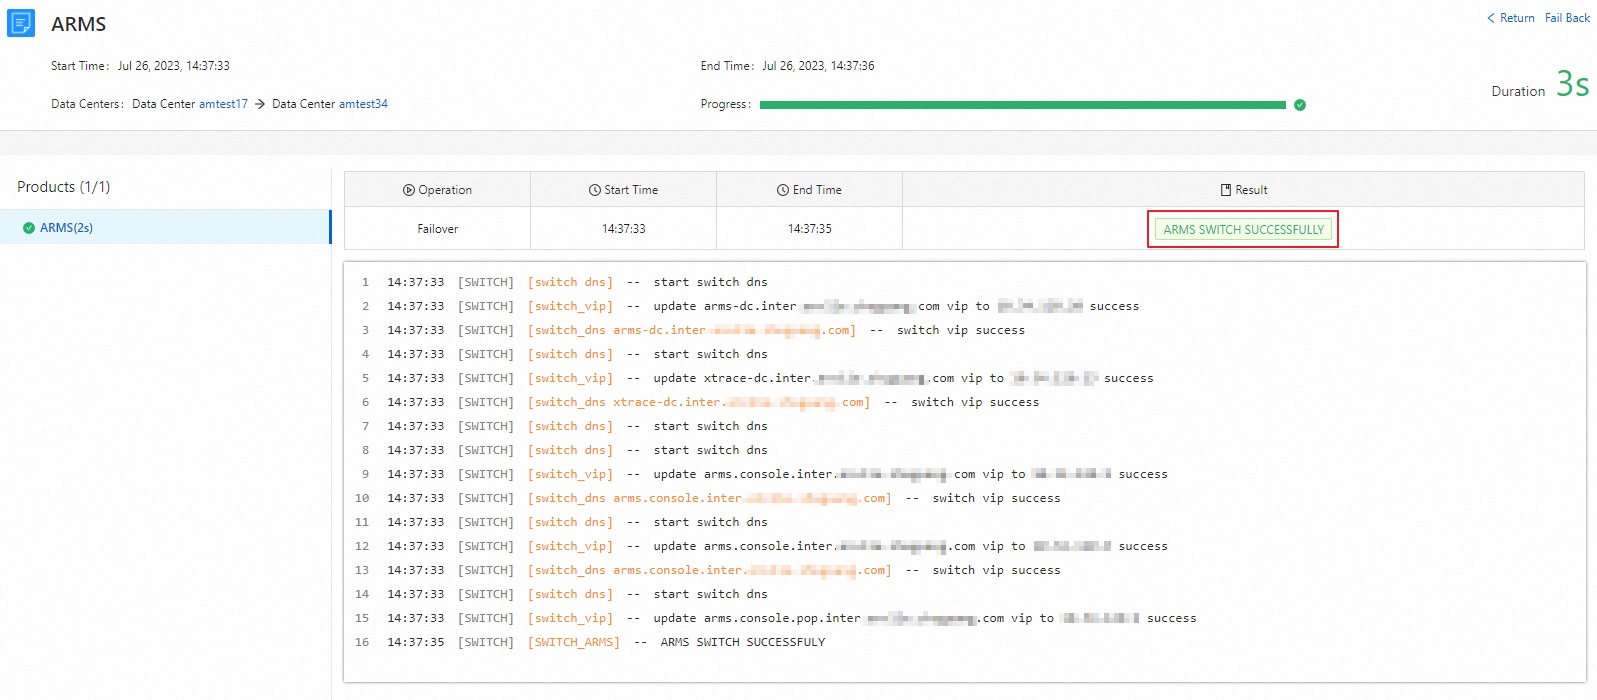 ARMS
Return Fail Back
Start Time: Jul 26, 2023, 14:37:33
End Time: Jul 26, 2023, 14:37:36
Duration 3s
Data Centers: Data Center amtest17 → Data Center amtest34
Progress:
Products (1/1)
ARMS(2s)
Operation Start Time End Time Result
Failover 14:37:33 14:37:35 ARMS SWITCH SUCCESSFULLY
1 14:37:33 [SWITCH] [switch dns] -- start switch dns
2 14:37:33 [SWITCH] [switch_vip] -- update arms-dc.inter com vip to success
3 14:37:33 [SWITCH] [switch_dns arms-dc.inter .com] -- switch vip success
4 14:37:33 [SWITCH] [switch dns] -- start switch dns
5 14:37:33 [SWITCH] [switch_vip] -- update xtrace-dc.inter. .com vip to success
6 14:37:33 [SWITCH] [switch_dns xtrace-dc.inter. com] -- switch vip success
7 14:37:33 [SWITCH] [switch dns] -- start switch dns
8 14:37:33 [SWITCH] [switch dns] -- start switch dns
9 14:37:33 [SWITCH] [switch_vip] -- update arms.console.inter. com vip to success
10 14:37:33 [SWITCH] [switch_dns arms.console.inter .com] -- switch vip success
11 14:37:33 [SWITCH] [switch dns] -- start switch dns
12 14:37:33 [SWITCH] [switch_vip] -- update arms.console.inter. .com vip to success
13 14:37:33 [SWITCH] [switch_dns arms.console.inter. .com] -- switch vip success
14 14:37:33 [SWITCH] [switch dns] -- start switch dns
15 14:37:33 [SWITCH] [switch_vip] -- update arms.console.pop.inter .com vip to success
16 14:37:35 [SWITCH] [SWITCH_ARMS] -- ARMS SWITCH SUCCESSFULY